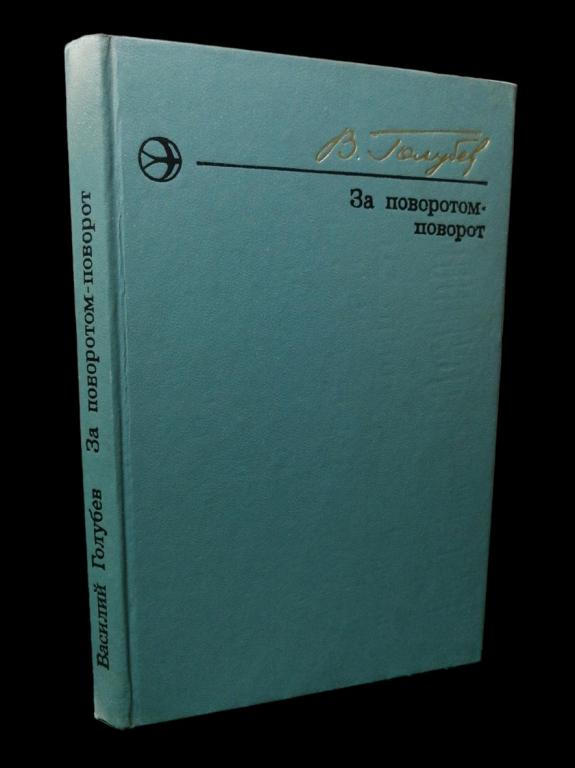 В. Голубев
За поворотом-
поворот
Василий Голубев За поворотом-поворот